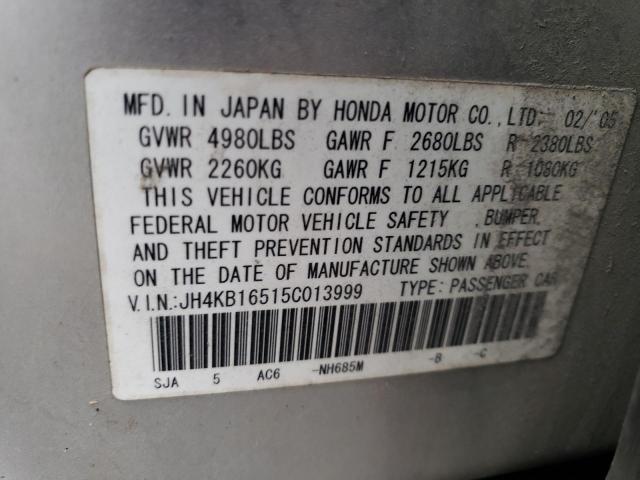 MFD. IN JAPAN BY HONDA MOTOR CO., LTD. 02/'05
GVWR 4980LBS GAWR F 2680LBS R 2380LBS
GVWR 2260KG GAWR F 1215KG R 1080KG
THIS VEHICLE CONFORMS TO ALL APPLICABLE
FEDERAL MOTOR VEHICLE SAFETY , BUMPER,
AND THEFT PREVENTION STANDARDS IN EFFECT
ON THE DATE OF MANUFACTURE SHOWN ABOVE.
V.I.N.:JH4KB16515C013999 TYPE: PASSENGER CAR
SJA 5 AC6 -NH685M -B -C